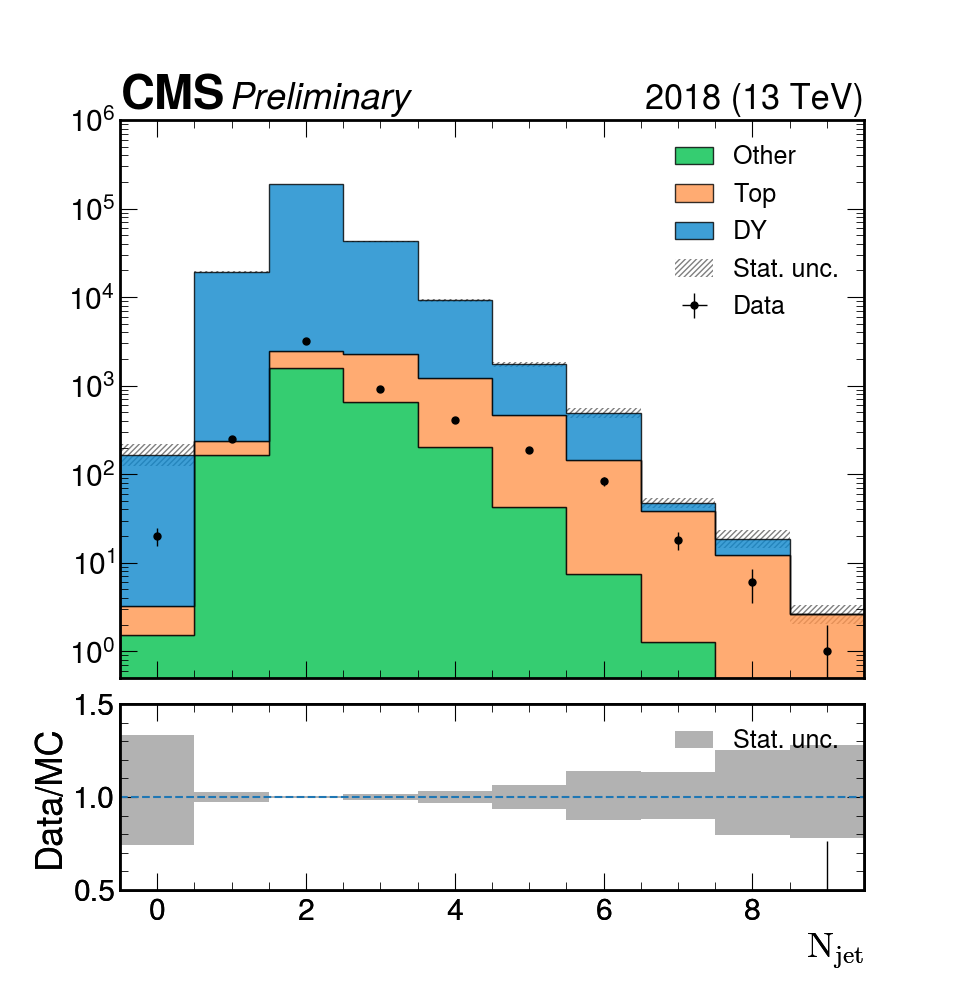 CMS Preliminary 2018 (13 TeV)
10^6
10^5
10^4
10^3
10^2
10^1
10^0
Other
Top
DY
Stat. unc.
Data
Data/MC
1.5
1.0
0.5
Stat. unc.
0 2 4 6 8
N_jet